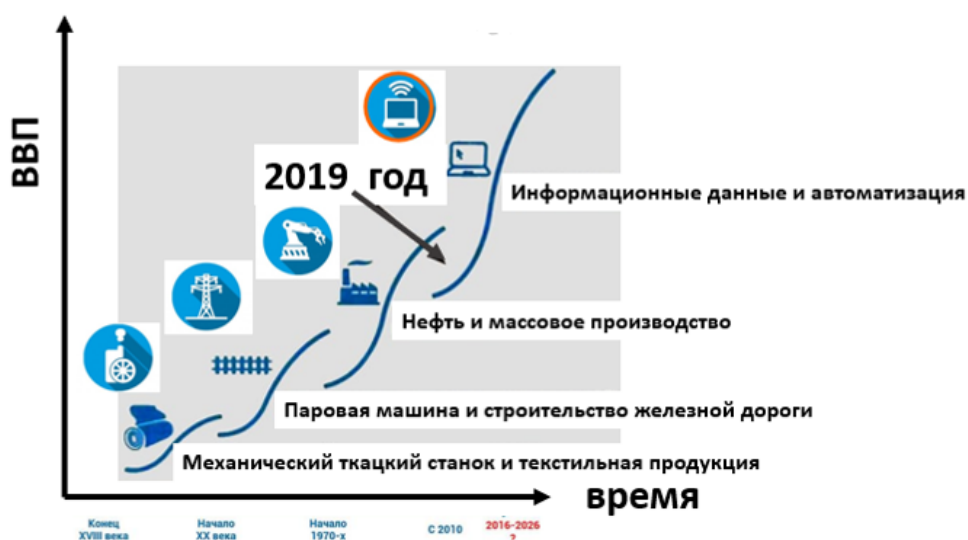 ВВП
2019 год
Информационные данные и автоматизация
Нефть и массовое производство
Паровая машина и строительство железной дороги
Механический ткацкий станок и текстильная продукция
время
Конец
XVIII века
Начало
XX века
Начало
1970-х
С 2010
2016-2026
?